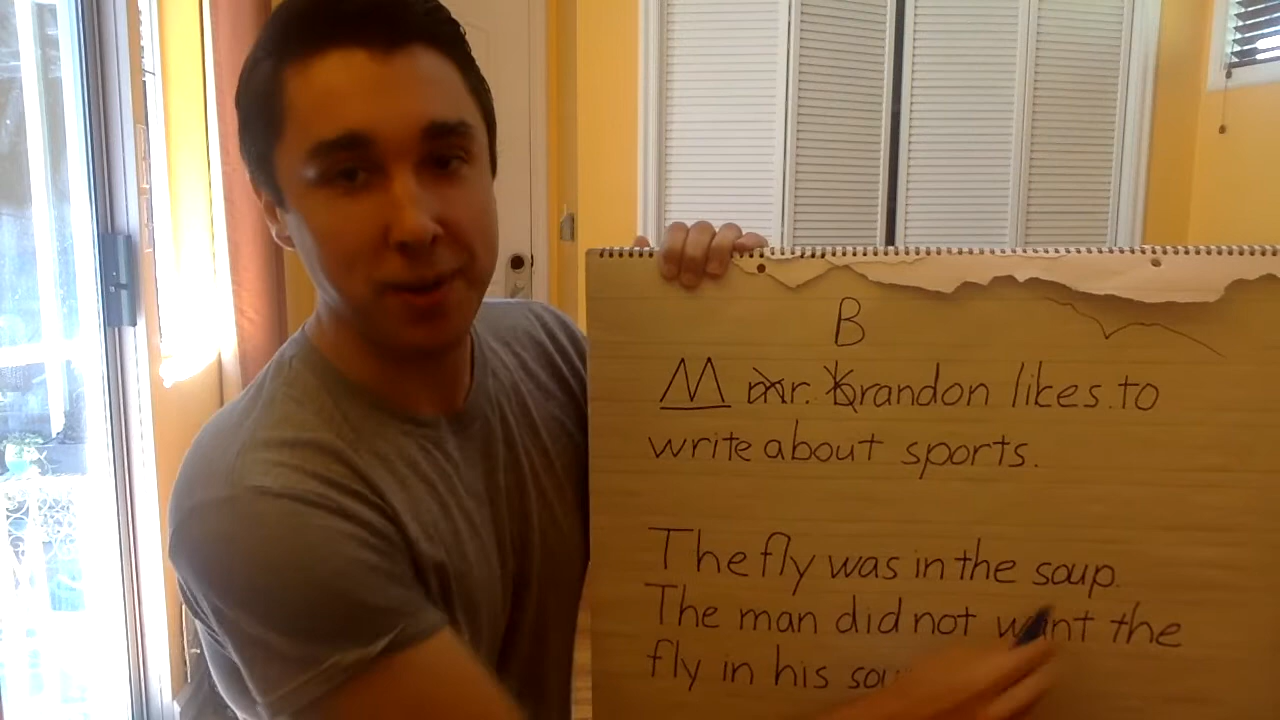 B
M mr. brandon likes to
write about sports.
The fly was in the soup.
The man did not want the
fly in his